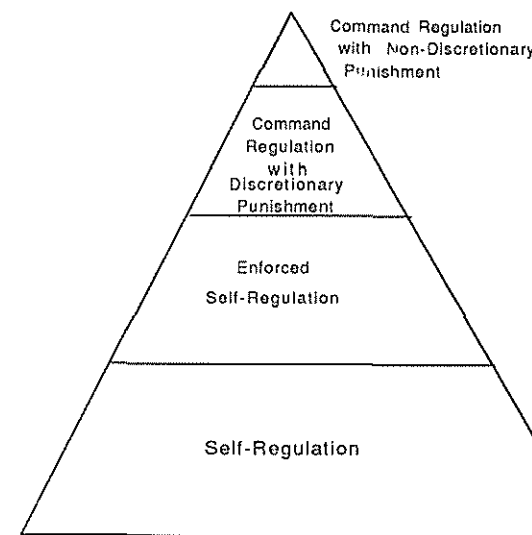 Command Regulation
with Non-Discretionary
Punishment
Command
Regulation
with
Discretionary
Punishment
Enforced
Self-Regulation
Self-Regulation